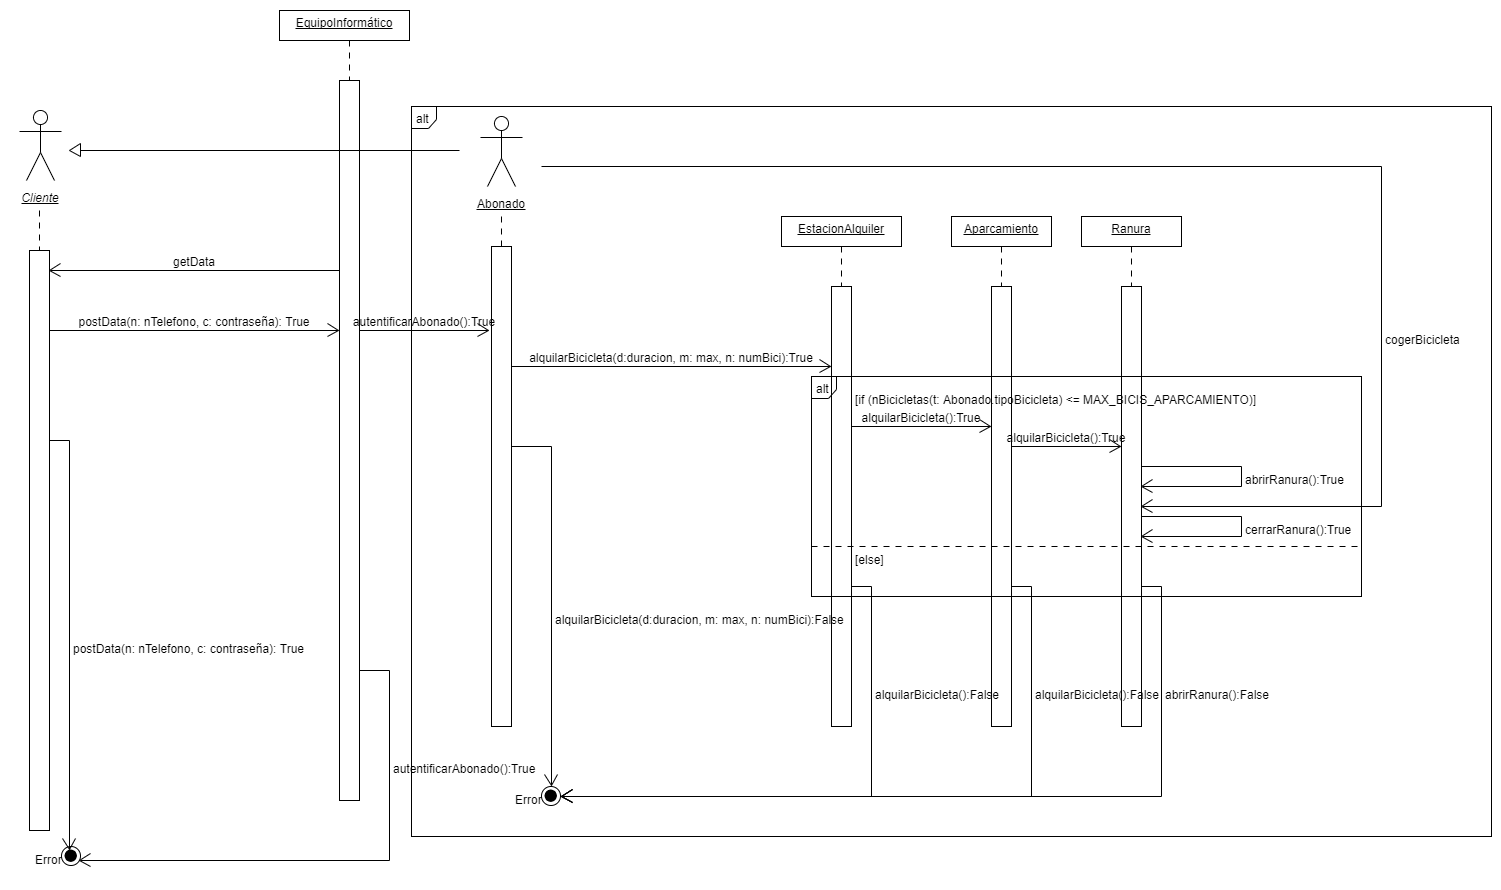 EquipoInformático
alt
Cliente
Abonado
EstacionAlquiler
Aparcamiento
Ranura
getData
postData(n: nTelefono, c: contraseña): True
autentificarAbonado():True
cogerBicicleta
alquilarBicicleta(d:duracion, m: max, n: numBici):True
alt
[if (nBicicletas(t: Abonado.tipoBicicleta) <= MAX_BICIS_APARCAMIENTO)]
alquilarBicicleta():True
alquilarBicicleta():True
abrirRanura():True
cerrarRanura():True
[else]
alquilarBicicleta(d:duracion, m: max, n: numBici):False
postData(n: nTelefono, c: contraseña): True
alquilarBicicleta():False
alquilarBicicleta():False
abrirRanura():False
autentificarAbonado():True
Error
Error